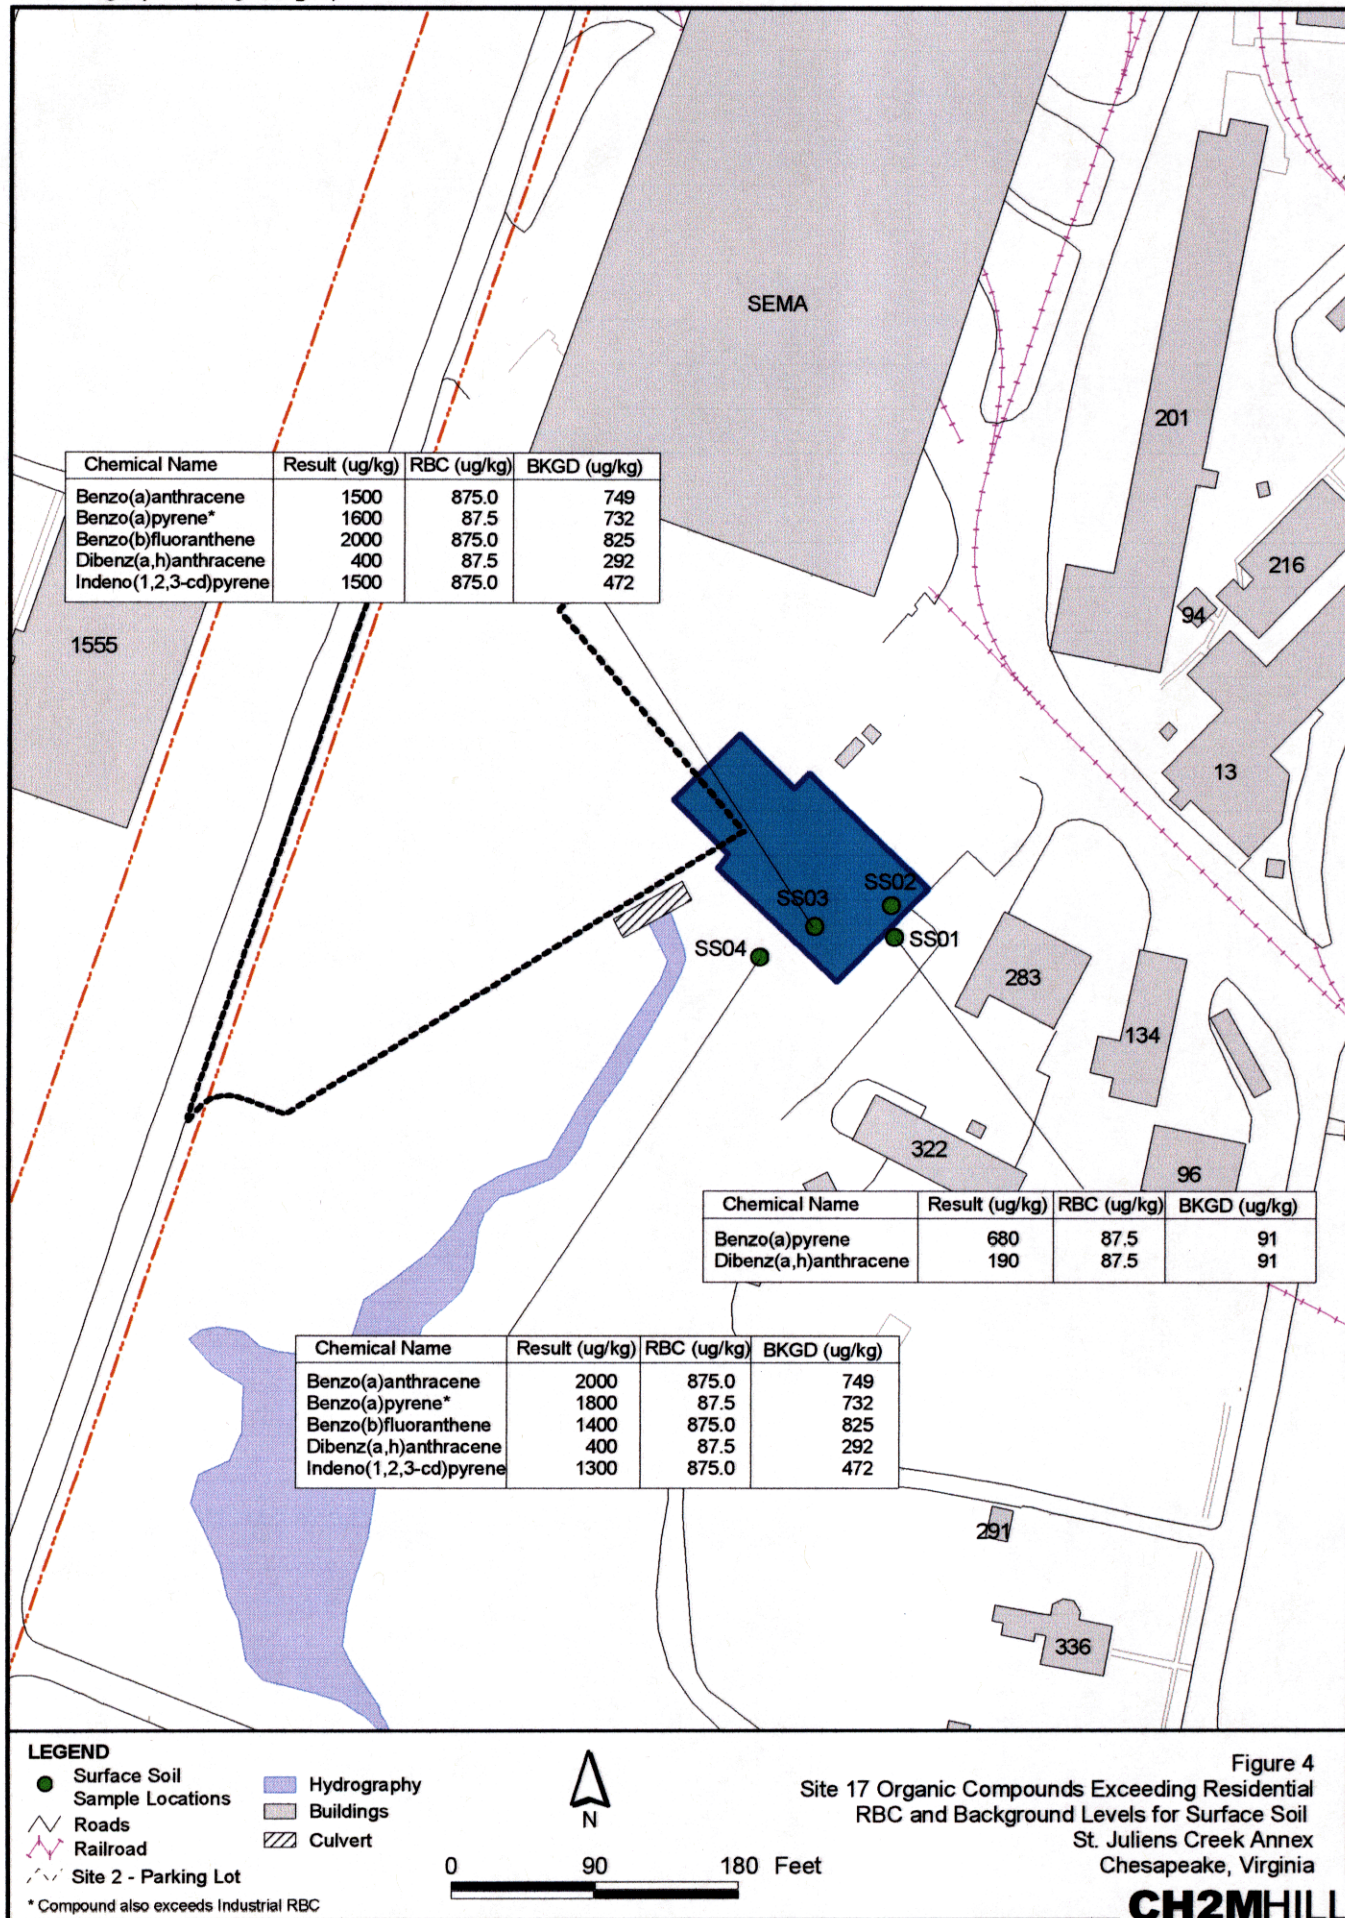 SEMA
201
216
94
13
1555
Chemical Name Result (ug/kg) RBC (ug/kg) BKGD (ug/kg)
Benzo(a)anthracene 1500 875.0 749
Benzo(a)pyrene* 1600 87.5 732
Benzo(b)fluoranthene 2000 875.0 825
Dibenz(a,h)anthracene 400 87.5 292
Indeno(1,2,3-cd)pyrene 1500 875.0 472
SS02
SS03
SS01
SS04
283
134
322
96
Chemical Name Result (ug/kg) RBC (ug/kg) BKGD (ug/kg)
Benzo(a)pyrene 680 87.5 91
Dibenz(a,h)anthracene 190 87.5 91
Chemical Name Result (ug/kg) RBC (ug/kg) BKGD (ug/kg)
Benzo(a)anthracene 2000 875.0 749
Benzo(a)pyrene* 1800 87.5 732
Benzo(b)fluoranthene 1400 875.0 825
Dibenz(a,h)anthracene 400 87.5 292
Indeno(1,2,3-cd)pyrene 1300 875.0 472
291
336
LEGEND
Surface Soil
Sample Locations
Roads
Railroad
Site 2 - Parking Lot
* Compound also exceeds Industrial RBC
Hydrography
Buildings
Culvert
N
0 90 180 Feet
Figure 4
Site 17 Organic Compounds Exceeding Residential
RBC and Background Levels for Surface Soil
St. Juliens Creek Annex
Chesapeake, Virginia
CH2MHILL